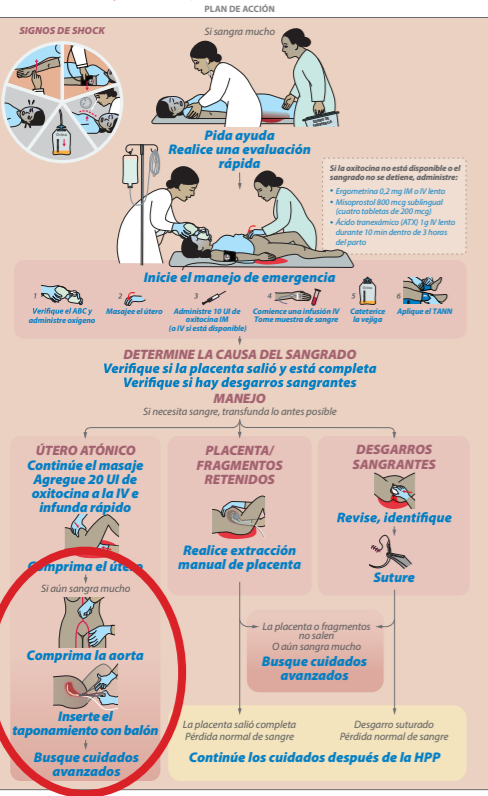 PLAN DE ACCIÓN
SIGNOS DE SHOCK
Si sangra mucho
Orina
Pida ayuda
Realice una evaluación
rápida
Si la oxitocina no está disponible o el
sangrado no se detiene, administre:
• Ergometrina 0,2 mg IM o IV lento
• Misoprostol 800 mcg sublingual
(cuatro tabletas de 200 mcg)
• Ácido tranexámico (ATX) 1g IV lento
durante 10 min dentro de 3 horas
del parto
Inicie el manejo de emergencia
1
Verifique el ABC y
administre oxígeno
2
Masajee el útero
3
Administre 10 UI de
oxitocina IM
(o IV si está disponible)
4
Comience una infusión IV
Tome muestra de sangre
5
Cateterice
la vejiga
6
Aplique el TANN
DETERMINE LA CAUSA DEL SANGRADO
Verifique si la placenta salió y está completa
Verifique si hay desgarros sangrantes
MANEJO
Si necesita sangre, transfunda lo antes posible
ÚTERO ATÓNICO
Continúe el masaje
Agregue 20 UI de
oxitocina a la IV e
infunda rápido
Comprima el útero
Si aún sangra mucho
Comprima la aorta
Inserte el
taponamiento con balón
Busque cuidados
avanzados
PLACENTA/
FRAGMENTOS
RETENIDOS
Realice extracción
manual de placenta
DESGARROS
SANGRANTES
Revise, identifique
Suture
La placenta o fragmentos
no salen
O aún sangra mucho
Busque cuidados
avanzados
La placenta salió completa
Pérdida normal de sangre
Desgarro suturado
Pérdida normal de sangre
Continúe los cuidados después de la HPP